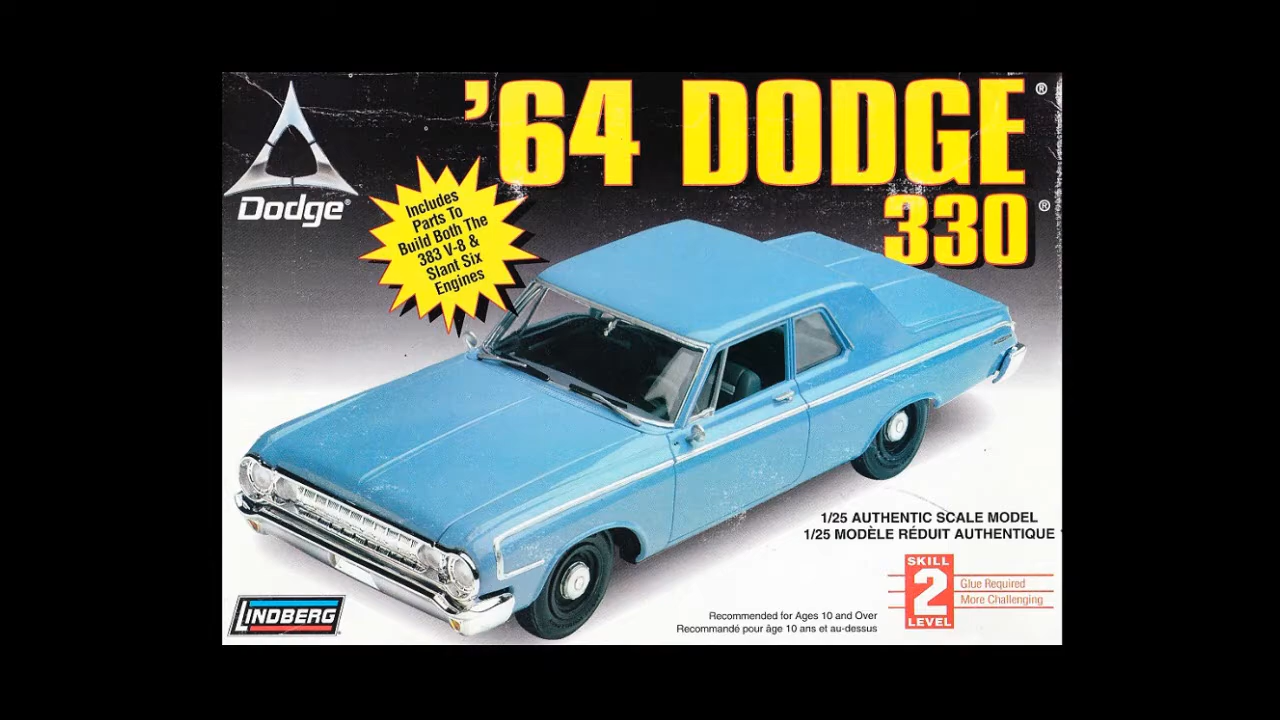 '64 DODGE®
330®
Dodge®
Includes
Parts To
Build Both The
383 V-8 &
Slant Six
Engines
1/25 AUTHENTIC SCALE MODEL
1/25 MODÈLE RÉDUIT AUTHENTIQUE
SKILL
2
LEVEL
Glue Required
More Challenging
Recommended for Ages 10 and Over
Recommandé pour âge 10 ans et au-dessus
LINDBERG